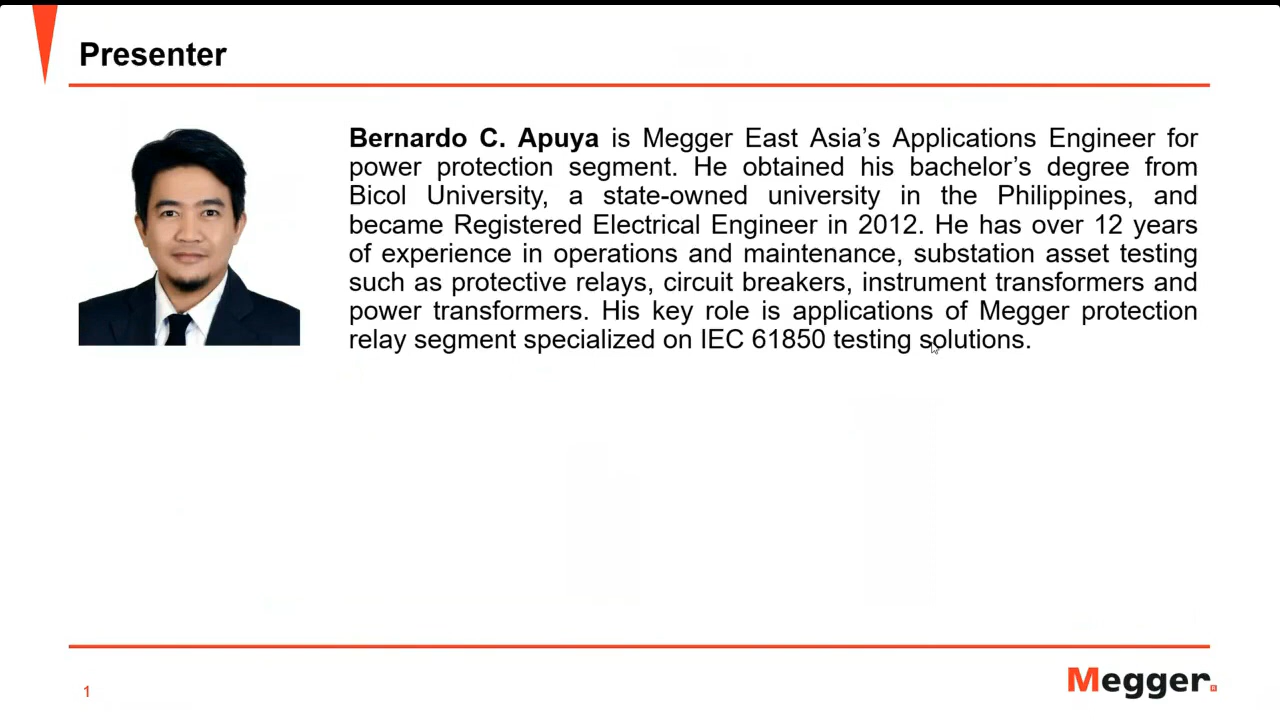 Presenter
Bernardo C. Apuya is Megger East Asia’s Applications Engineer for
power protection segment. He obtained his bachelor’s degree from
Bicol University, a state-owned university in the Philippines, and
became Registered Electrical Engineer in 2012. He has over 12 years
of experience in operations and maintenance, substation asset testing
such as protective relays, circuit breakers, instrument transformers and
power transformers. His key role is applications of Megger protection
relay segment specialized on IEC 61850 testing solutions.
1
Megger